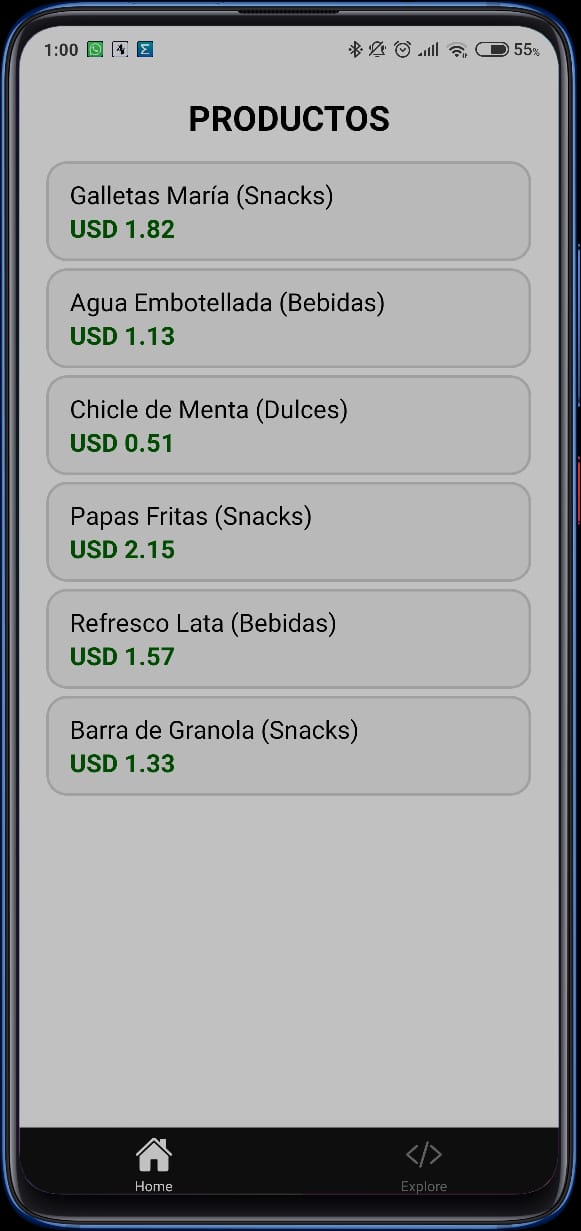 1:00 55%
PRODUCTOS
Galletas María (Snacks)
USD 1.82
Agua Embotellada (Bebidas)
USD 1.13
Chicle de Menta (Dulces)
USD 0.51
Papas Fritas (Snacks)
USD 2.15
Refresco Lata (Bebidas)
USD 1.57
Barra de Granola (Snacks)
USD 1.33
Home Explore